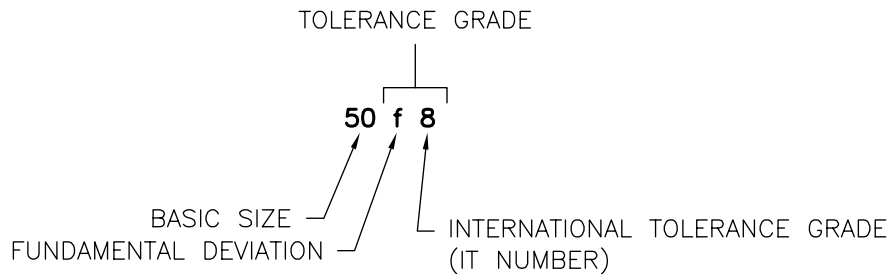 TOLERANCE GRADE
50 f 8
BASIC SIZE
FUNDAMENTAL DEVIATION
INTERNATIONAL TOLERANCE GRADE
(IT NUMBER)